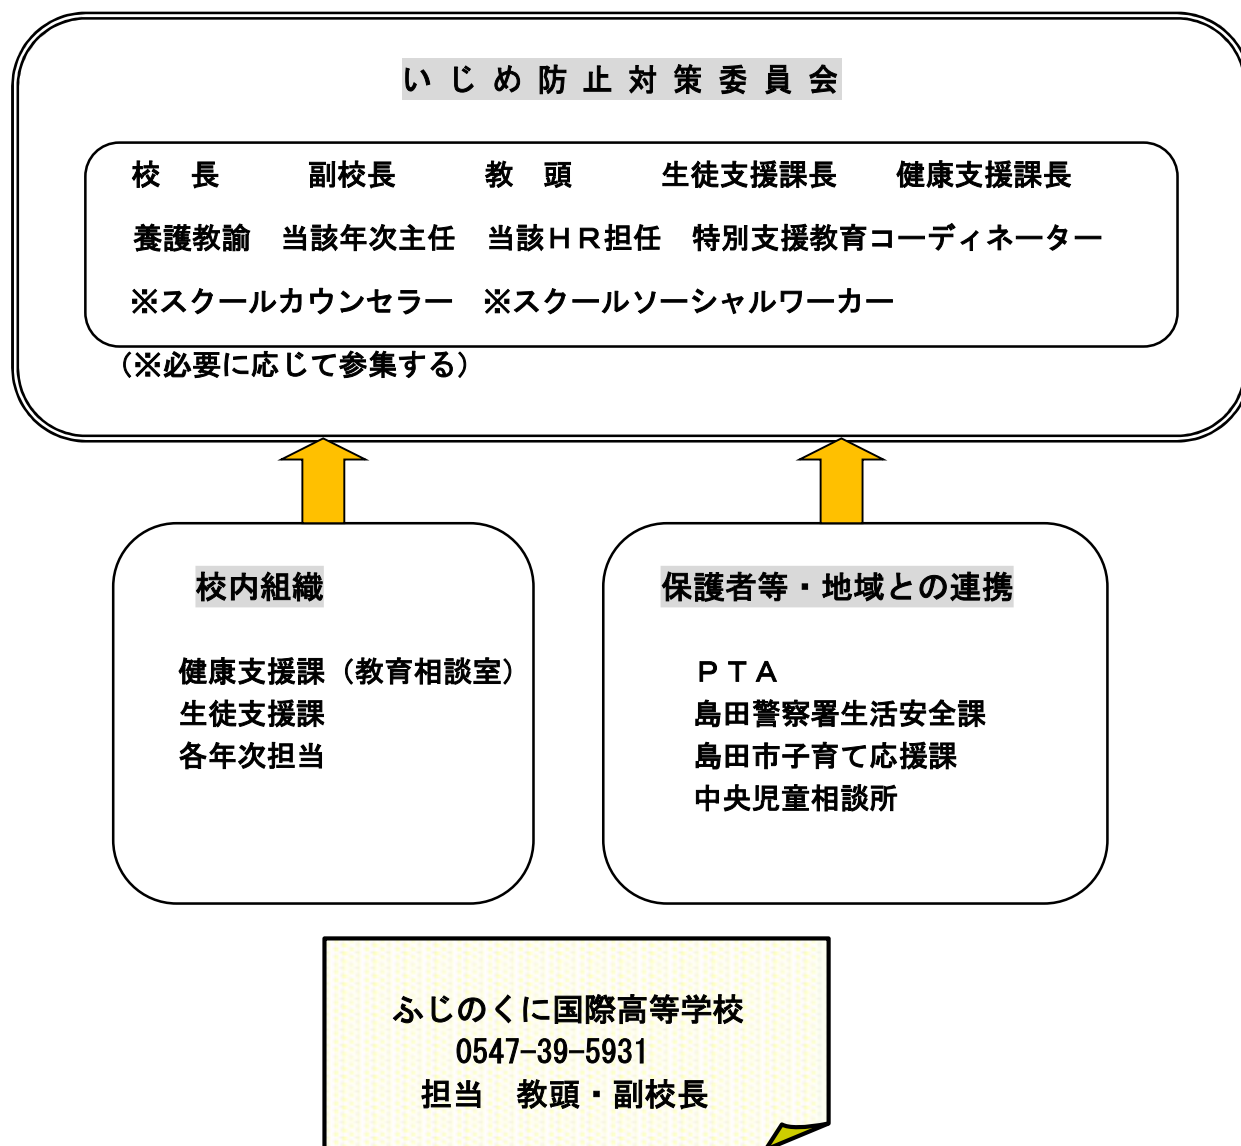 いじめ防止対策委員会
校　長　　　副校長　　　教　頭　　　生徒支援課長　　健康支援課長
養護教諭　当該年次主任　当該ＨＲ担任　特別支援教育コーディネーター
※スクールカウンセラー　※スクールソーシャルワーカー
（※必要に応じて参集する）
校内組織
健康支援課（教育相談室）
生徒支援課
各年次担当
保護者等・地域との連携
ＰＴＡ
島田警察署生活安全課
島田市子育て応援課
中央児童相談所
ふじのくに国際高等学校
0547-39-5931
担当　教頭・副校長